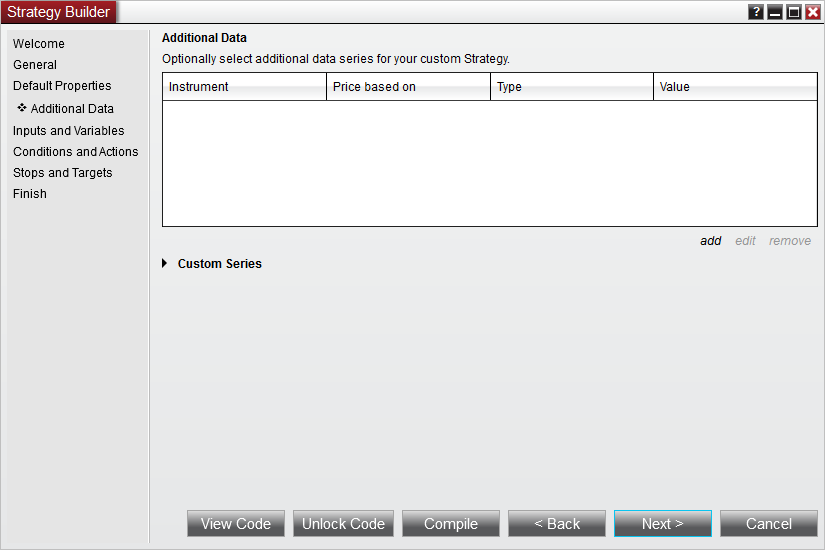 Strategy Builder
?
Welcome
General
Default Properties
Additional Data
Inputs and Variables
Conditions and Actions
Stops and Targets
Finish
Additional Data
Optionally select additional data series for your custom Strategy.
Instrument Price based on Type Value
add edit remove
Custom Series
View Code Unlock Code Compile < Back Next > Cancel